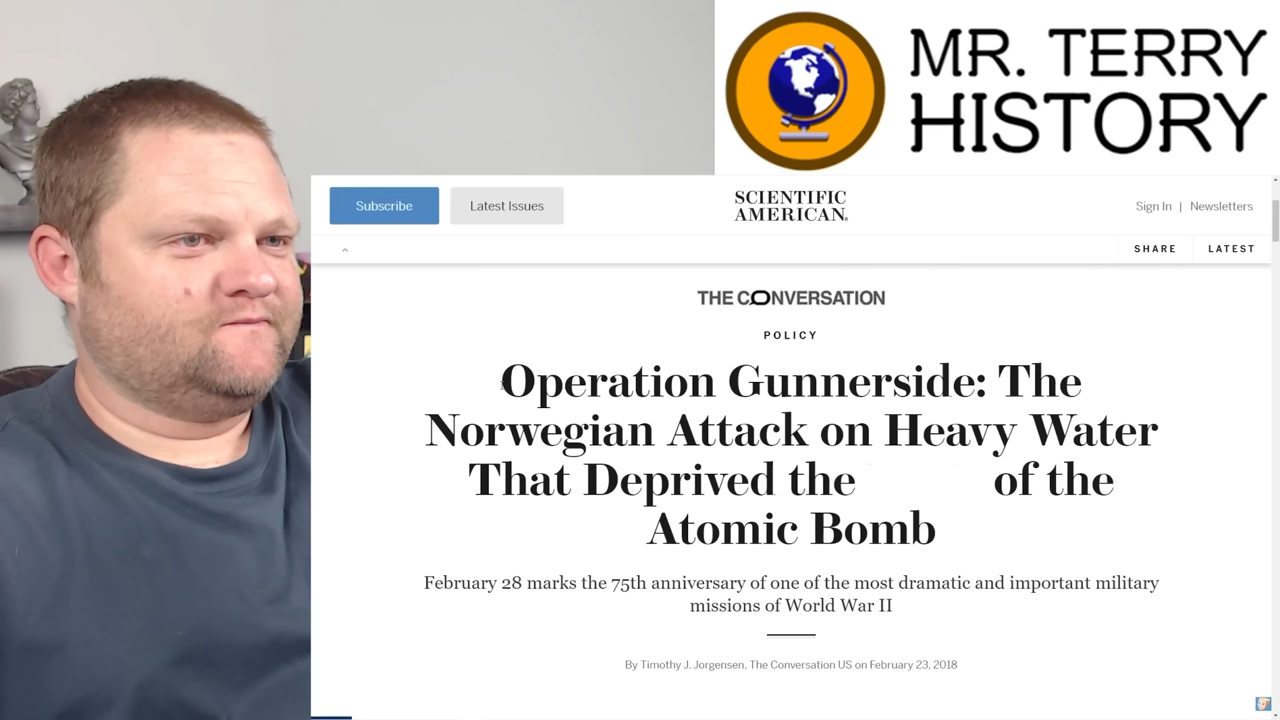 MR. TERRY
HISTORY
Subscribe
Latest Issues
SCIENTIFIC
AMERICAN
Sign In | Newsletters
SHARE
LATEST
THE CONVERSATION
POLICY
Operation Gunnerside: The
Norwegian Attack on Heavy Water
That Deprived the of the
Atomic Bomb
February 28 marks the 75th anniversary of one of the most dramatic and important military
missions of World War II
By Timothy J. Jorgensen, The Conversation US on February 23, 2018